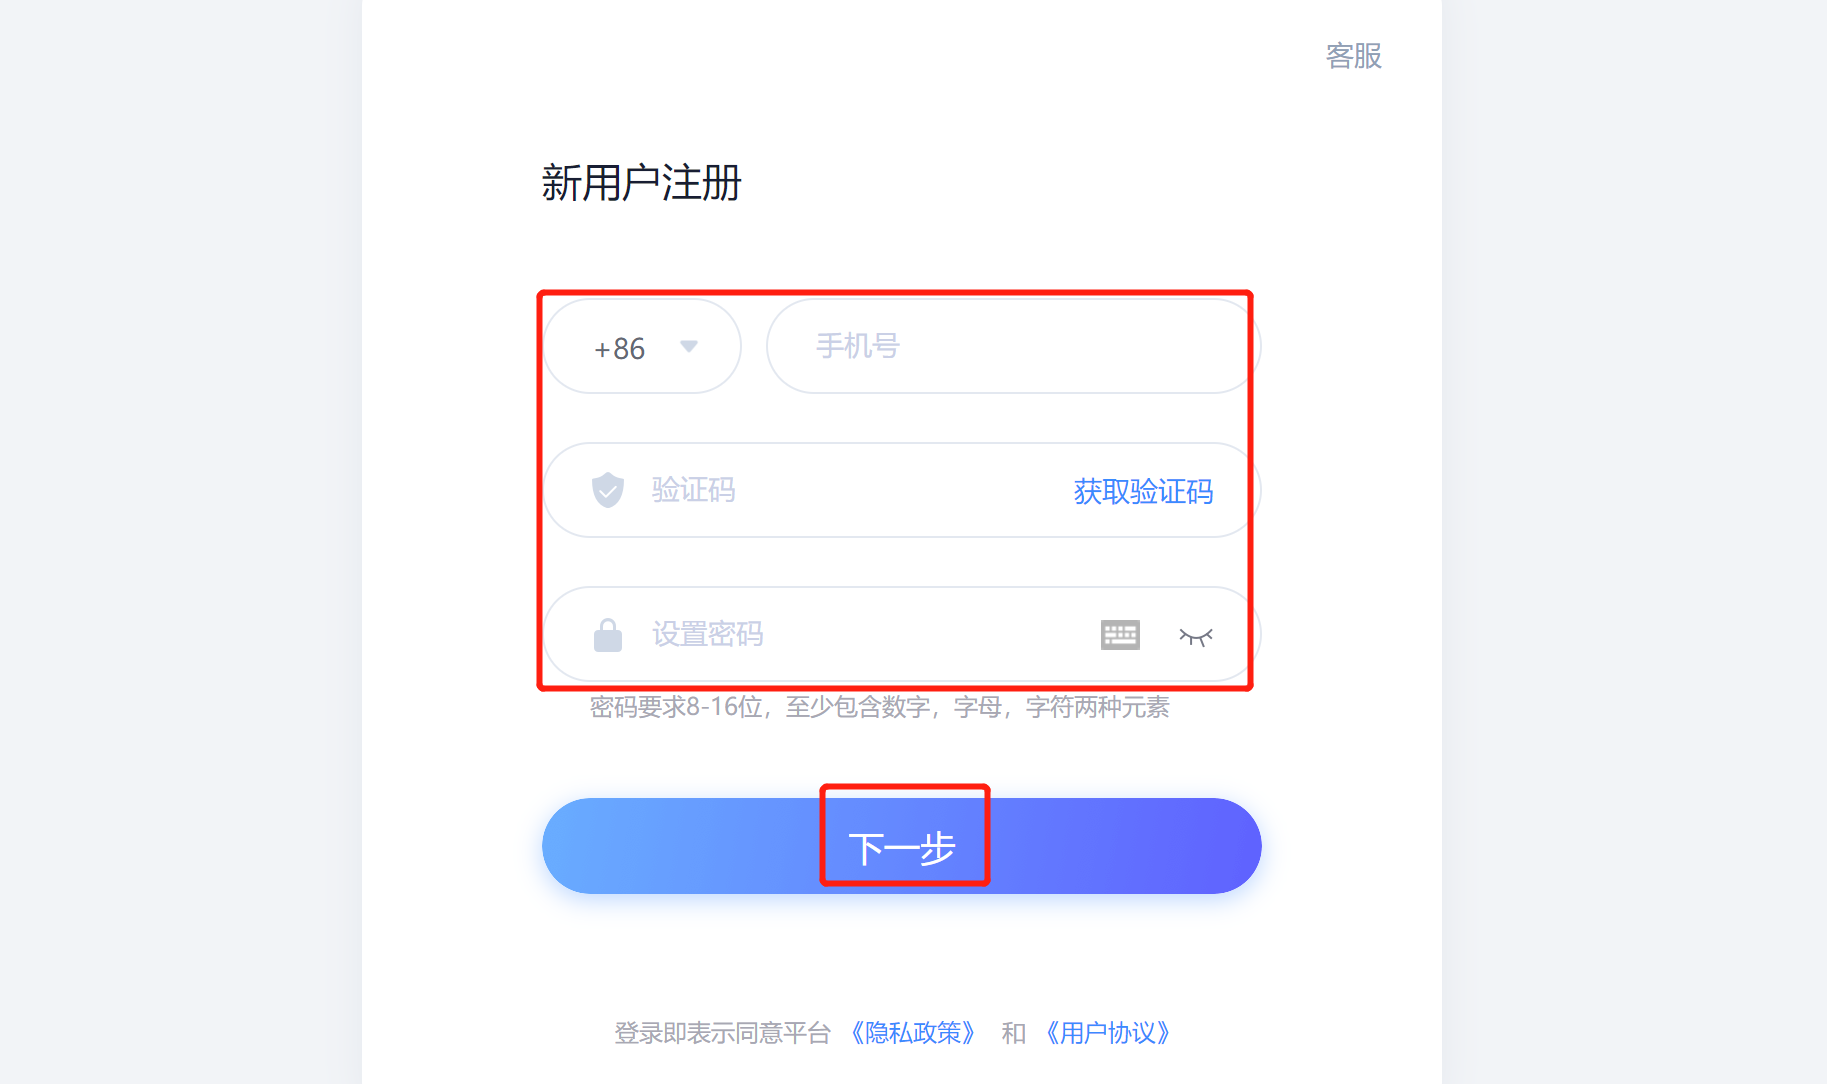 客服
新用户注册
+86 手机号
验证码 获取验证码
设置密码
密码要求8-16位，至少包含数字，字母，字符两种元素
下一步
登录即表示同意平台《隐私政策》 和《用户协议》